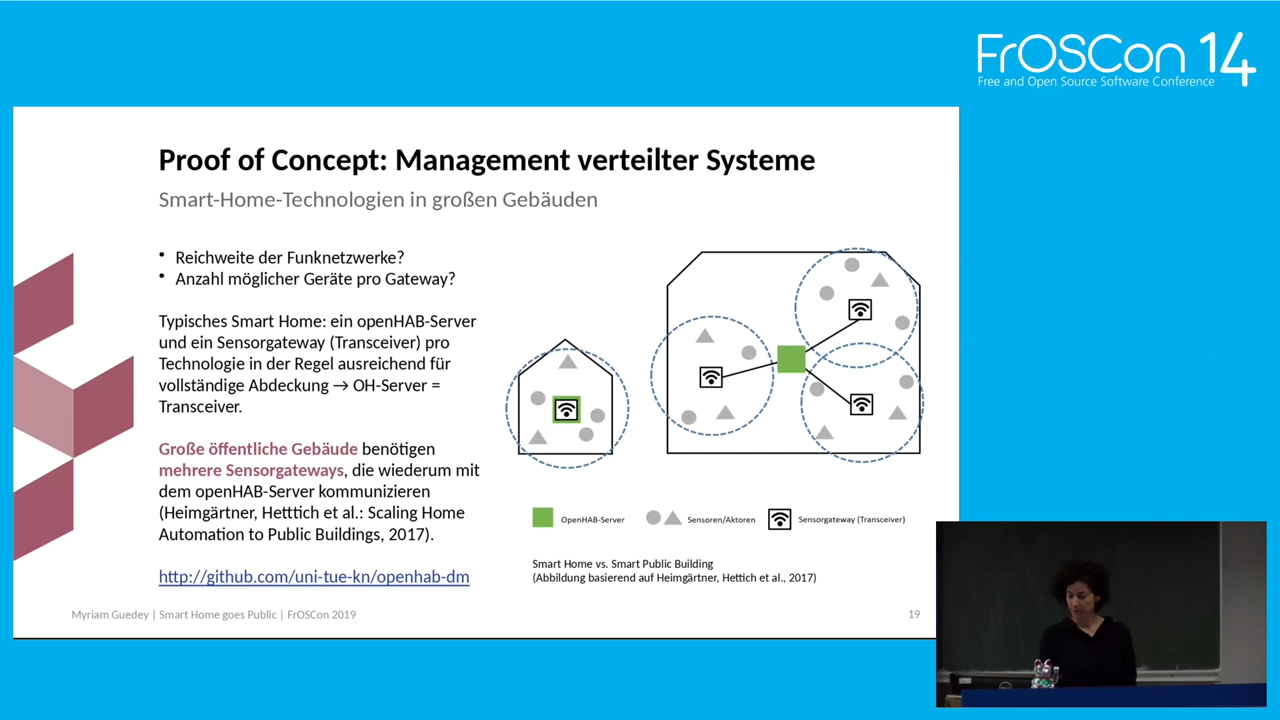 FrOSCon 14
Free and Open Source Software Conference
Proof of Concept: Management verteilter Systeme
Smart-Home-Technologien in großen Gebäuden
• Reichweite der Funknetzwerke?
• Anzahl möglicher Geräte pro Gateway?
Typisches Smart Home: ein openHAB-Server
und ein Sensorgateway (Transceiver) pro
Technologie in der Regel ausreichend für
vollständige Abdeckung → OH-Server =
Transceiver.
Große öffentliche Gebäude benötigen
mehrere Sensorgateways, die wiederum mit
dem openHAB-Server kommunizieren
(Heimgärtner, Hetttich et al.: Scaling Home
Automation to Public Buildings, 2017).
http://github.com/uni-tue-kn/openhab-dm
OpenHAB-Server
Sensoren/Aktoren
Sensorgateway (Transceiver)
Smart Home vs. Smart Public Building
(Abbildung basierend auf Heimgärtner, Hettich et al., 2017)
Myriam Guedey | Smart Home goes Public | FrOSCon 2019
19